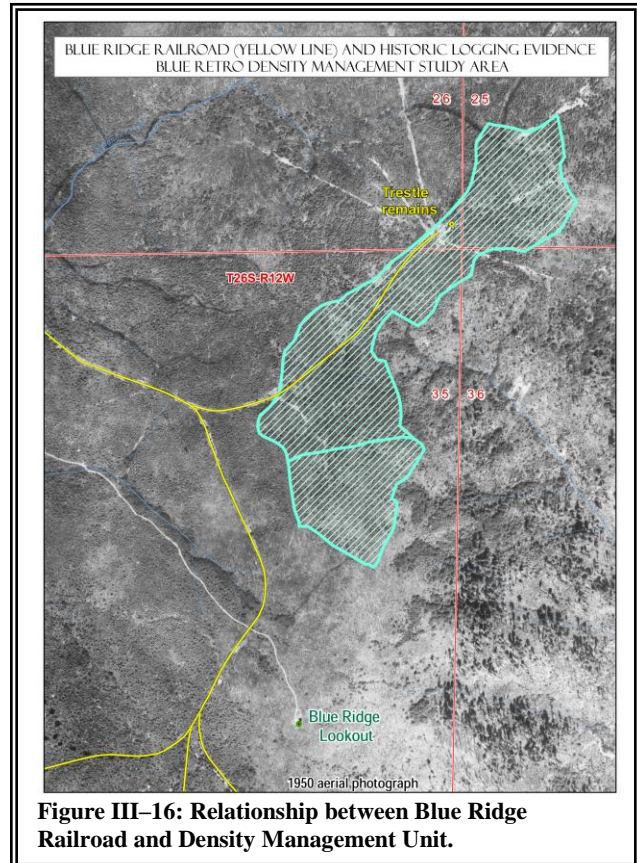 BLUE RIDGE RAILROAD (YELLOW LINE) AND HISTORIC LOGGING EVIDENCE
BLUE RETRO DENSITY MANAGEMENT STUDY AREA
26 25
Trestle
remains
T26S-R12W
35 36
Blue Ridge
Lookout
1950 aerial photograph
Figure III–16: Relationship between Blue Ridge
Railroad and Density Management Unit.